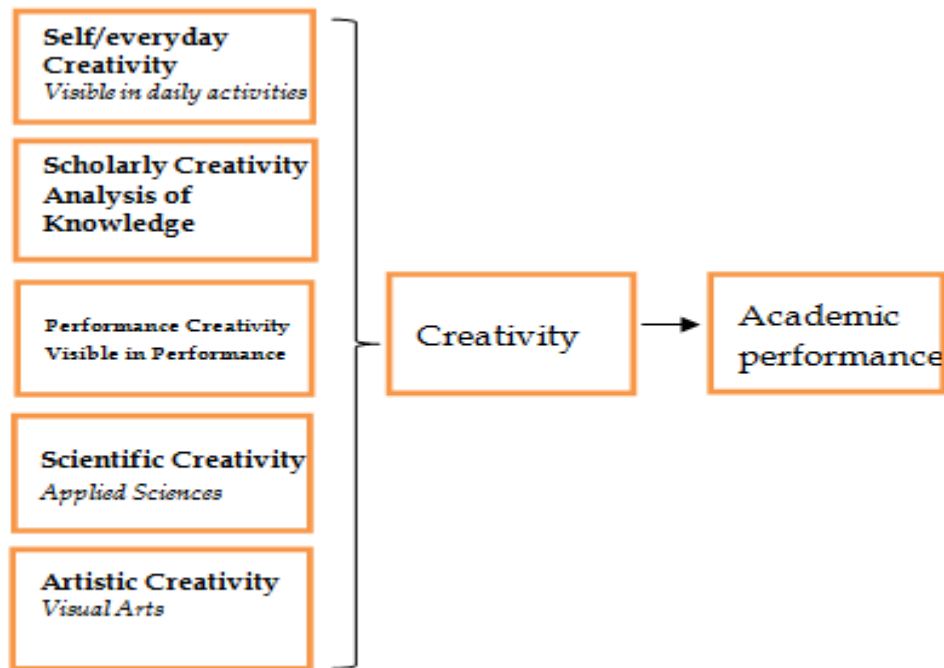 Self/everyday
Creativity
Visible in daily activities
Scholarly Creativity
Analysis of
Knowledge
Performance Creativity
Visible in Performance
Scientific Creativity
Applied Sciences
Artistic Creativity
Visual Arts
Creativity
Academic
performance